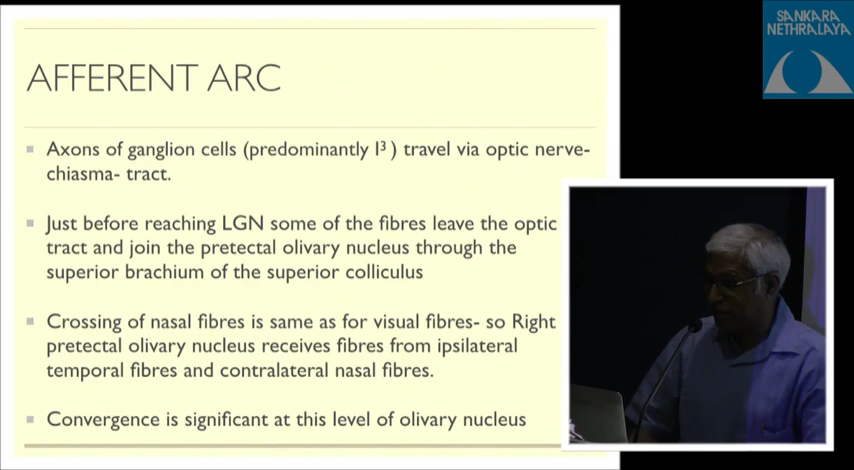 SANKARA
NETHRALAYA
AFFERENT ARC
Axons of ganglion cells (predominantly I³ ) travel via optic nerve-
chiasma- tract.
Just before reaching LGN some of the fibres leave the optic
tract and join the pretectal olivary nucleus through the
superior brachium of the superior colliculus
Crossing of nasal fibres is same as for visual fibres- so Right
pretectal olivary nucleus receives fibres from ipsilateral
temporal fibres and contralateral nasal fibres.
Convergence is significant at this level of olivary nucleus